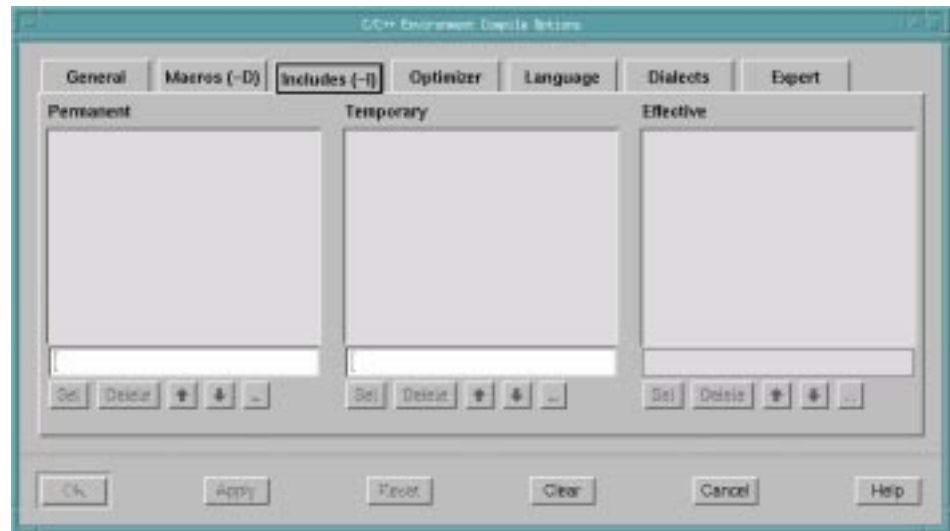 C/C++ Environment Compile Options
General Macros (-D) Includes (-I) Optimizer Language Dialects Expert
Permanent Temporary Effective
Set Delete ... Set Delete ... Set Delete ...
Ok Apply Reset Clear Cancel Help